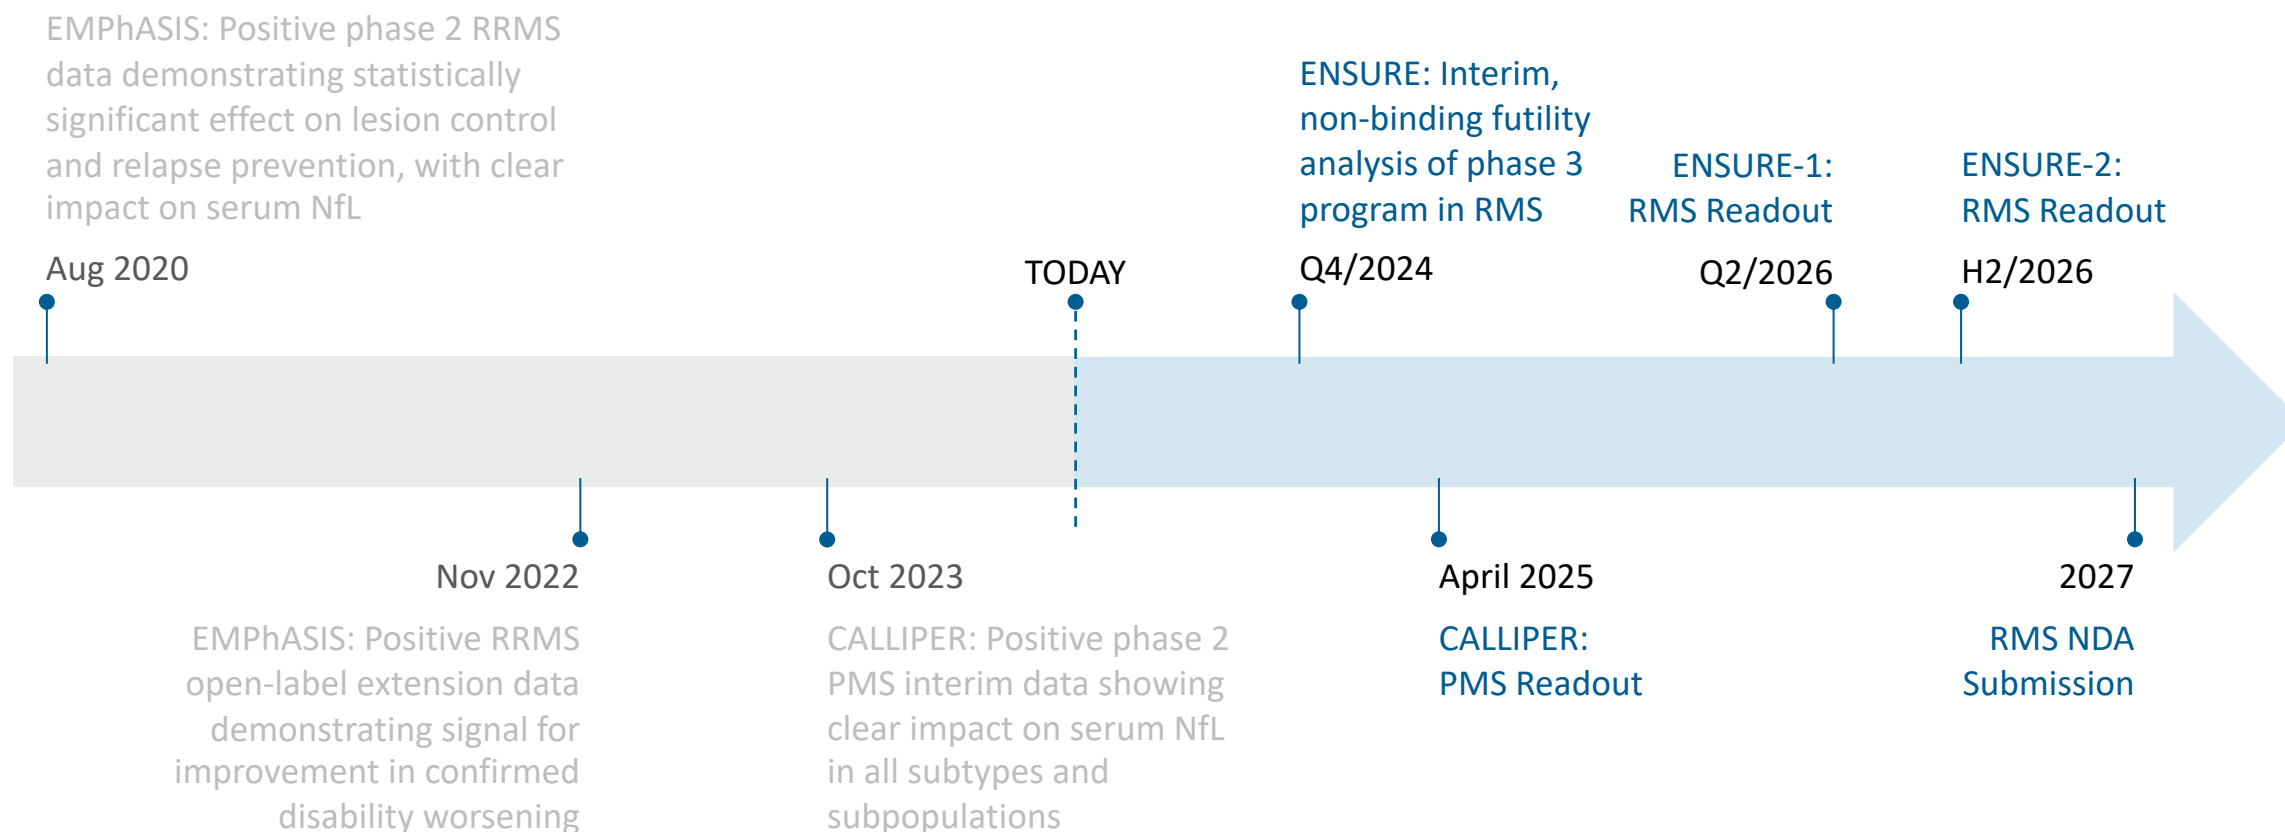 EMPhASIS: Positive phase 2 RRMS
data demonstrating statistically
significant effect on lesion control
and relapse prevention, with clear
impact on serum NfL
Aug 2020
TODAY
ENSURE: Interim,
non-binding futility
analysis of phase 3
program in RMS
Q4/2024
ENSURE-1:
RMS Readout
Q2/2026
ENSURE-2:
RMS Readout
H2/2026
Nov 2022
EMPhASIS: Positive RRMS
open-label extension data
demonstrating signal for
improvement in confirmed
disability worsening
Oct 2023
CALLIPER: Positive phase 2
PMS interim data showing
clear impact on serum NfL
in all subtypes and
subpopulations
April 2025
CALLIPER:
PMS Readout
2027
RMS NDA
Submission